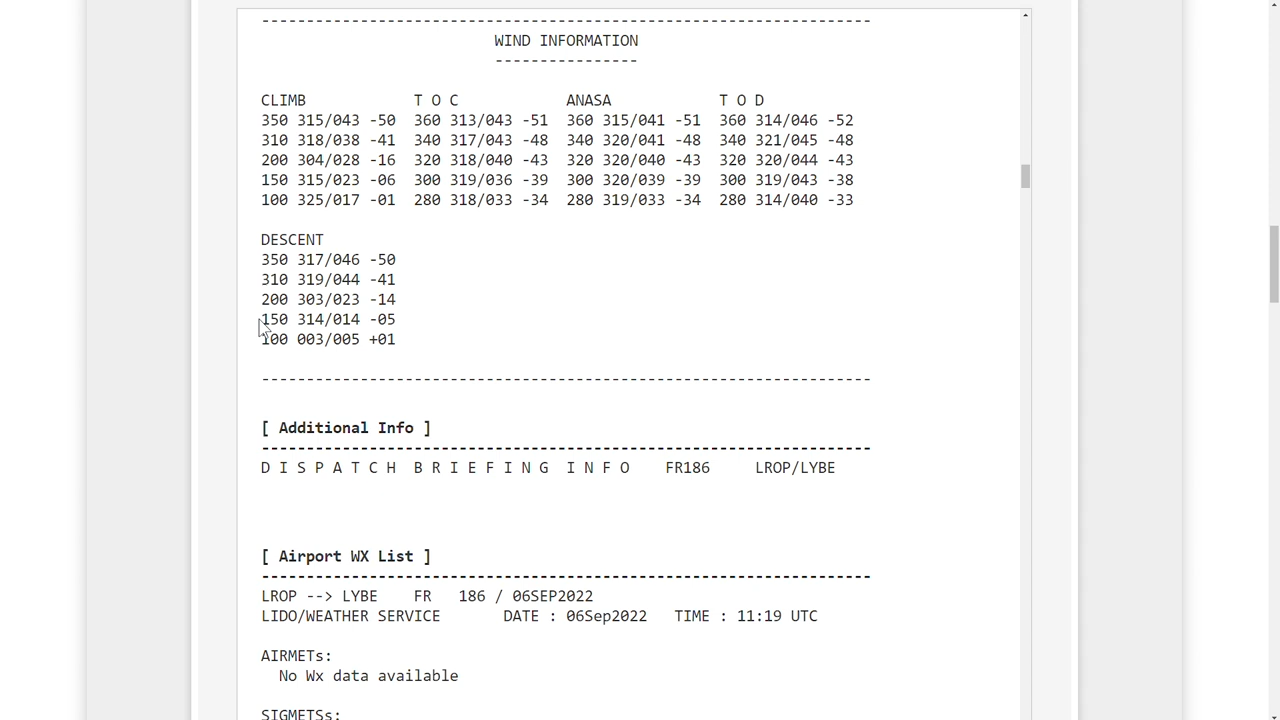 --------------------------------------------------------------------
WIND INFORMATION
----------------
CLIMB            T O C            ANASA            T O D
350 315/043 -50  360 313/043 -51  360 315/041 -51  360 314/046 -52
310 318/038 -41  340 317/043 -48  340 320/041 -48  340 321/045 -48
200 304/028 -16  320 318/040 -43  320 320/040 -43  320 320/044 -43
150 315/023 -06  300 319/036 -39  300 320/039 -39  300 319/043 -38
100 325/017 -01  280 318/033 -34  280 319/033 -34  280 314/040 -33
DESCENT
350 317/046 -50
310 319/044 -41
200 303/023 -14
150 314/014 -05
100 003/005 +01
--------------------------------------------------------------------
[ Additional Info ]
--------------------------------------------------------------------
D I S P A T C H  B R I E F I N G  I N F O    FR186     LROP/LYBE
[ Airport WX List ]
--------------------------------------------------------------------
LROP --> LYBE    FR   186 / 06SEP2022
LIDO/WEATHER SERVICE       DATE : 06Sep2022   TIME : 11:19 UTC
AIRMETs:
  No Wx data available
SIGMETSs: